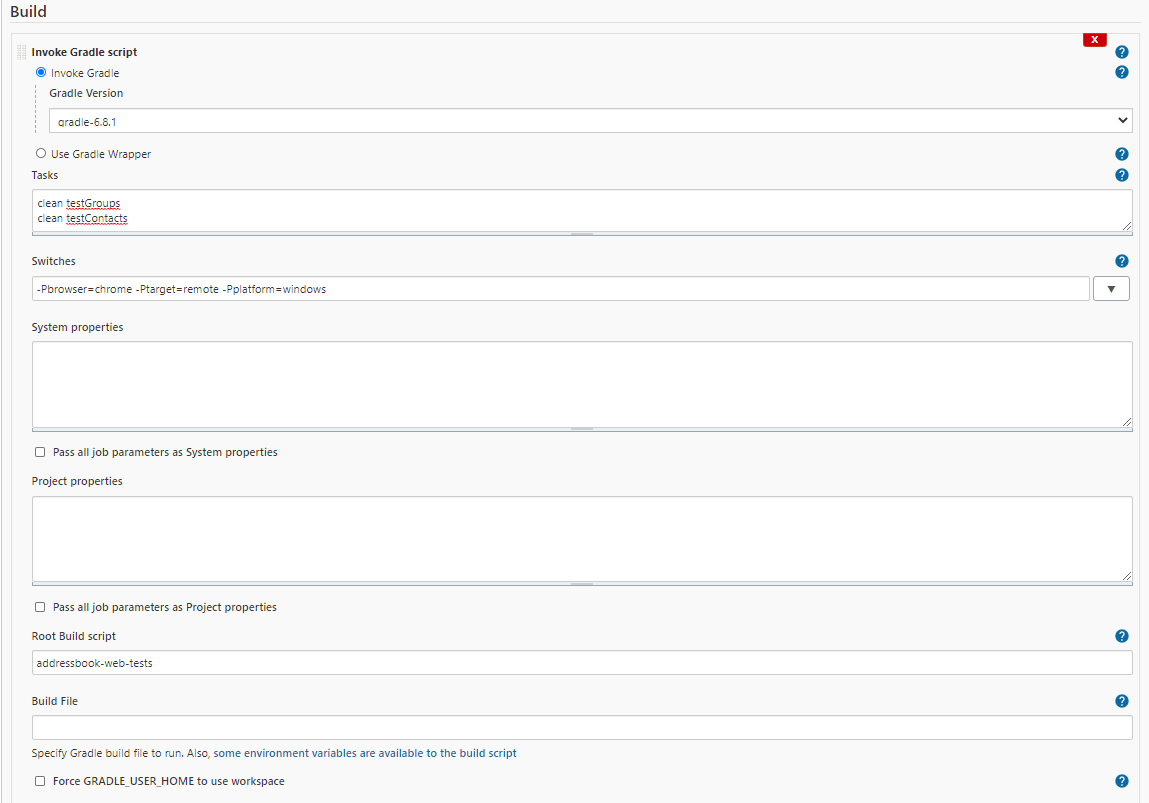 Build
X
Invoke Gradle script
?
Invoke Gradle
?
Gradle Version
gradle-6.8.1
Use Gradle Wrapper
?
Tasks
?
clean testGroups
clean testContacts
Switches
?
-Pbrowser=chrome -Ptarget=remote -Pplatform=windows
System properties
Pass all job parameters as System properties
Project properties
Pass all job parameters as Project properties
Root Build script
?
addressbook-web-tests
Build File
?
Specify Gradle build file to run. Also, some environment variables are available to the build script
Force GRADLE_USER_HOME to use workspace
?